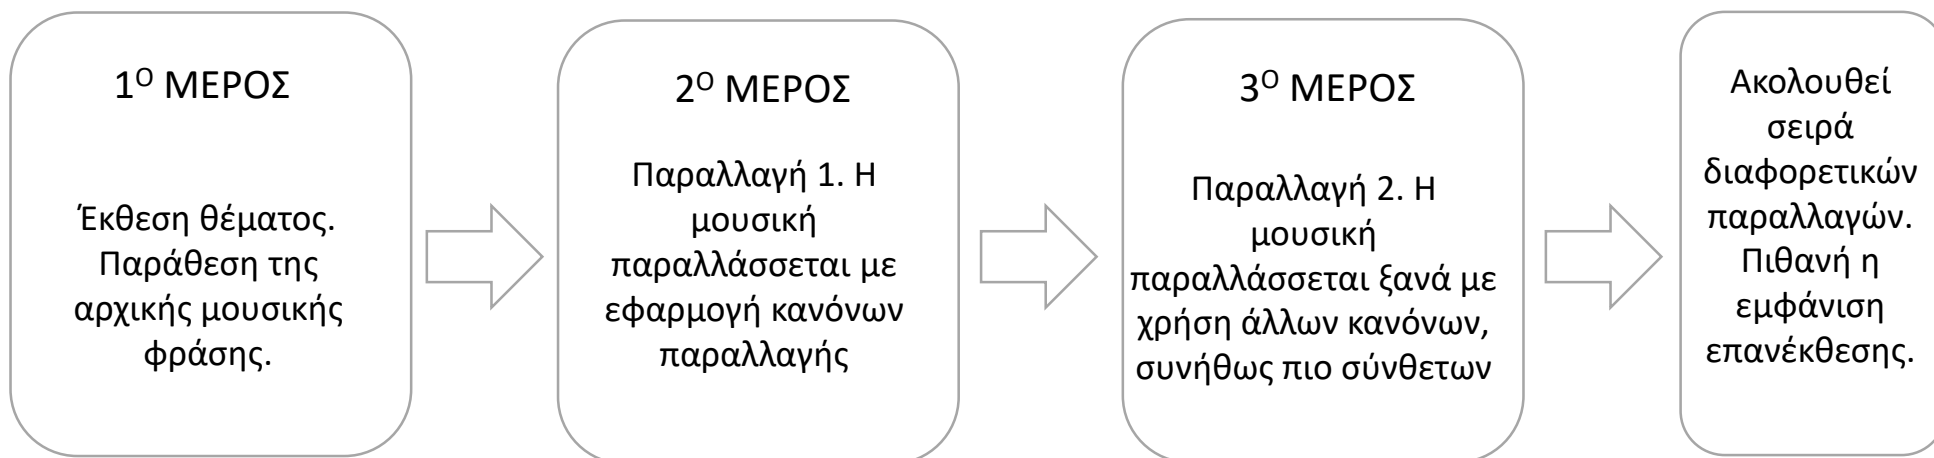 1Ο ΜΕΡΟΣ
Έκθεση θέματος.
Παράθεση της
αρχικής μουσικής
φράσης.
2Ο ΜΕΡΟΣ
Παραλλαγή 1. Η
μουσική
παραλλάσσεται με
εφαρμογή κανόνων
παραλλαγής
3Ο ΜΕΡΟΣ
Παραλλαγή 2. Η
μουσική
παραλλάσσεται ξανά με
χρήση άλλων κανόνων,
συνήθως πιο σύνθετων
Ακολουθεί
σειρά
διαφορετικών
παραλλαγών.
Πιθανή η
εμφάνιση
επανέκθεσης.